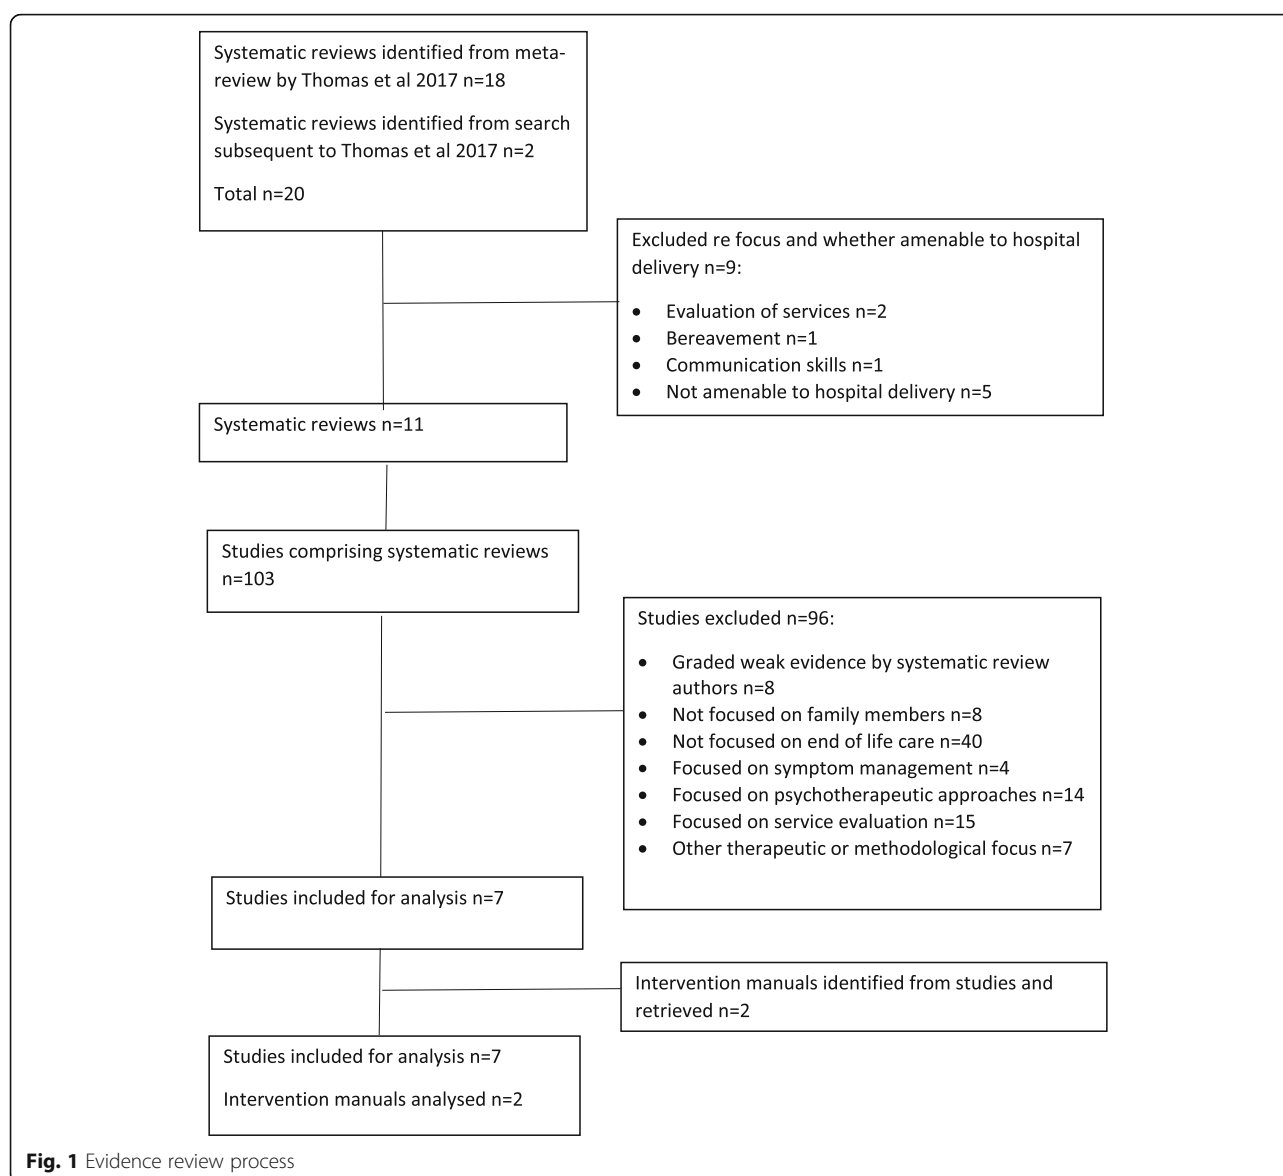 Systematic reviews identified from meta-
review by Thomas et al 2017 n=18
Systematic reviews identified from search
subsequent to Thomas et al 2017 n=2
Total n=20
Excluded re focus and whether amenable to hospital
delivery n=9:
• Evaluation of services n=2
• Bereavement n=1
• Communication skills n=1
• Not amenable to hospital delivery n=5
Systematic reviews n=11
Studies comprising systematic reviews
n=103
Studies excluded n=96:
• Graded weak evidence by systematic review
authors n=8
• Not focused on family members n=8
• Not focused on end of life care n=40
• Focused on symptom management n=4
• Focused on psychotherapeutic approaches n=14
• Focused on service evaluation n=15
• Other therapeutic or methodological focus n=7
Studies included for analysis n=7
Intervention manuals identified from studies and
retrieved n=2
Studies included for analysis n=7
Intervention manuals analysed n=2
Fig. 1 Evidence review process